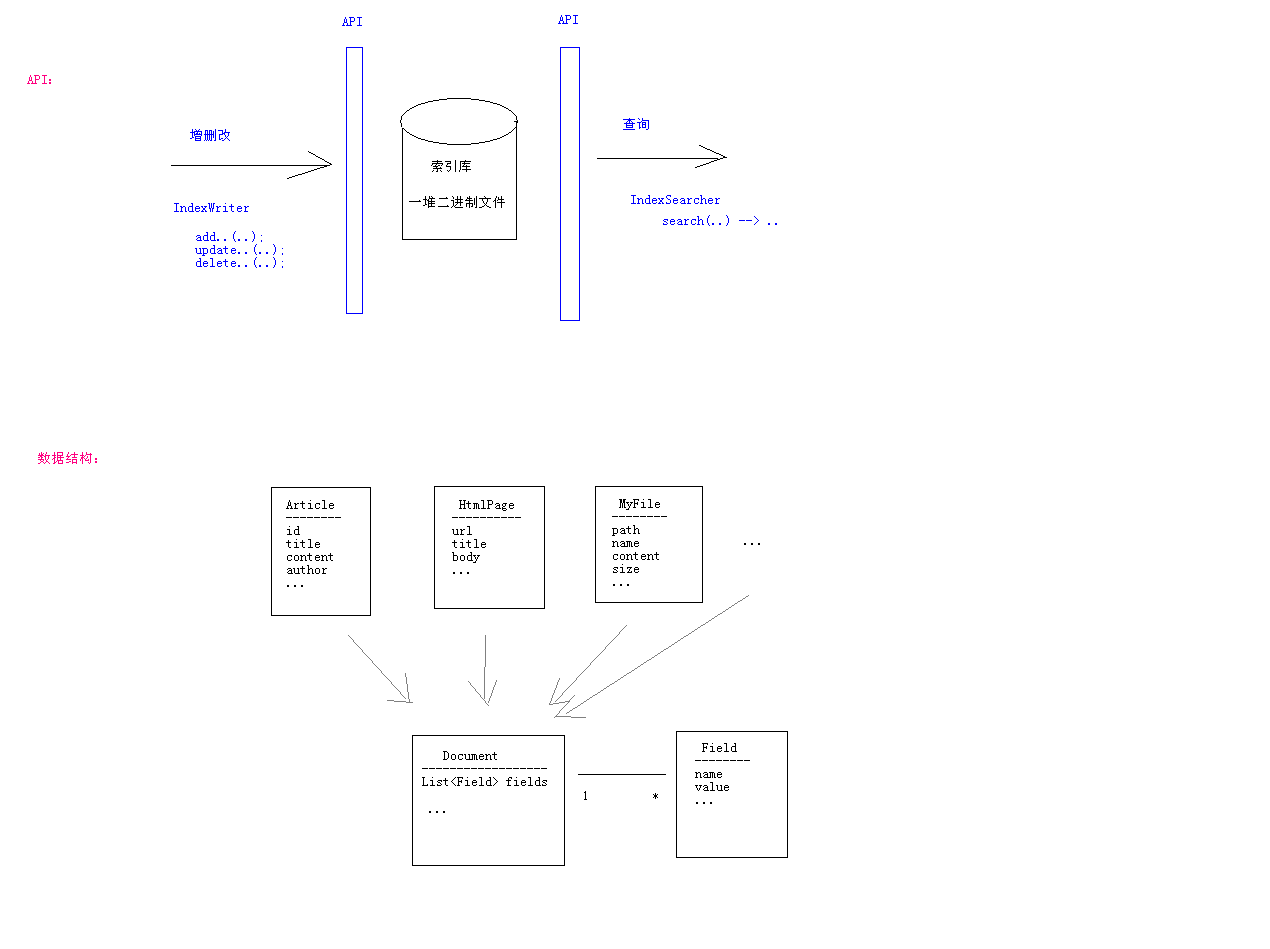 API
API
API:
增删改
查询
索引库
一堆二进制文件
IndexWriter
add..(..);
update..(..);
delete..(..);
IndexSearcher
search(..) --> ..
数据结构:
Article
--------
id
title
content
author
...
HtmlPage
----------
url
title
body
...
MyFile
--------
path
name
content
size
...
...
Document
------------------
List<Field> fields
...
1
*
Field
--------
name
value
...